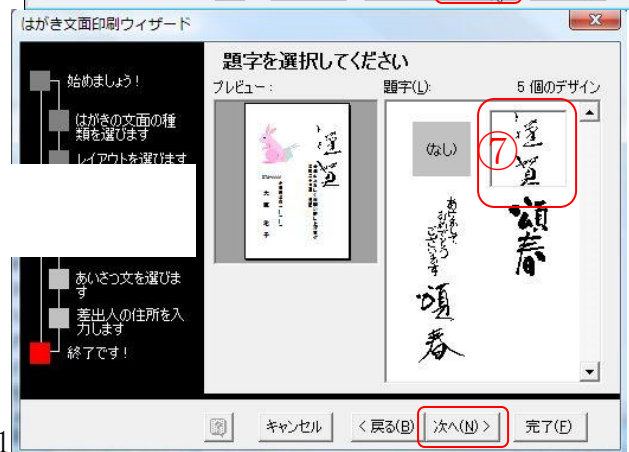 はがき文面印刷ウィザード
題字を選択してください
始めましょう!
はがきの文面の種
類を選びます
レイアウトを選びます
あいさつ文を選びま
す
差出人の住所を入
力します
終了です!
プレビュー:
謹賀
題字(L):
5 個のデザイン
(なし)
⑦
謹賀
あけまして
おめでとう
ございます
頌春
頌春
キャンセル
< 戻る(B)
次へ(N) >
完了(F)
1